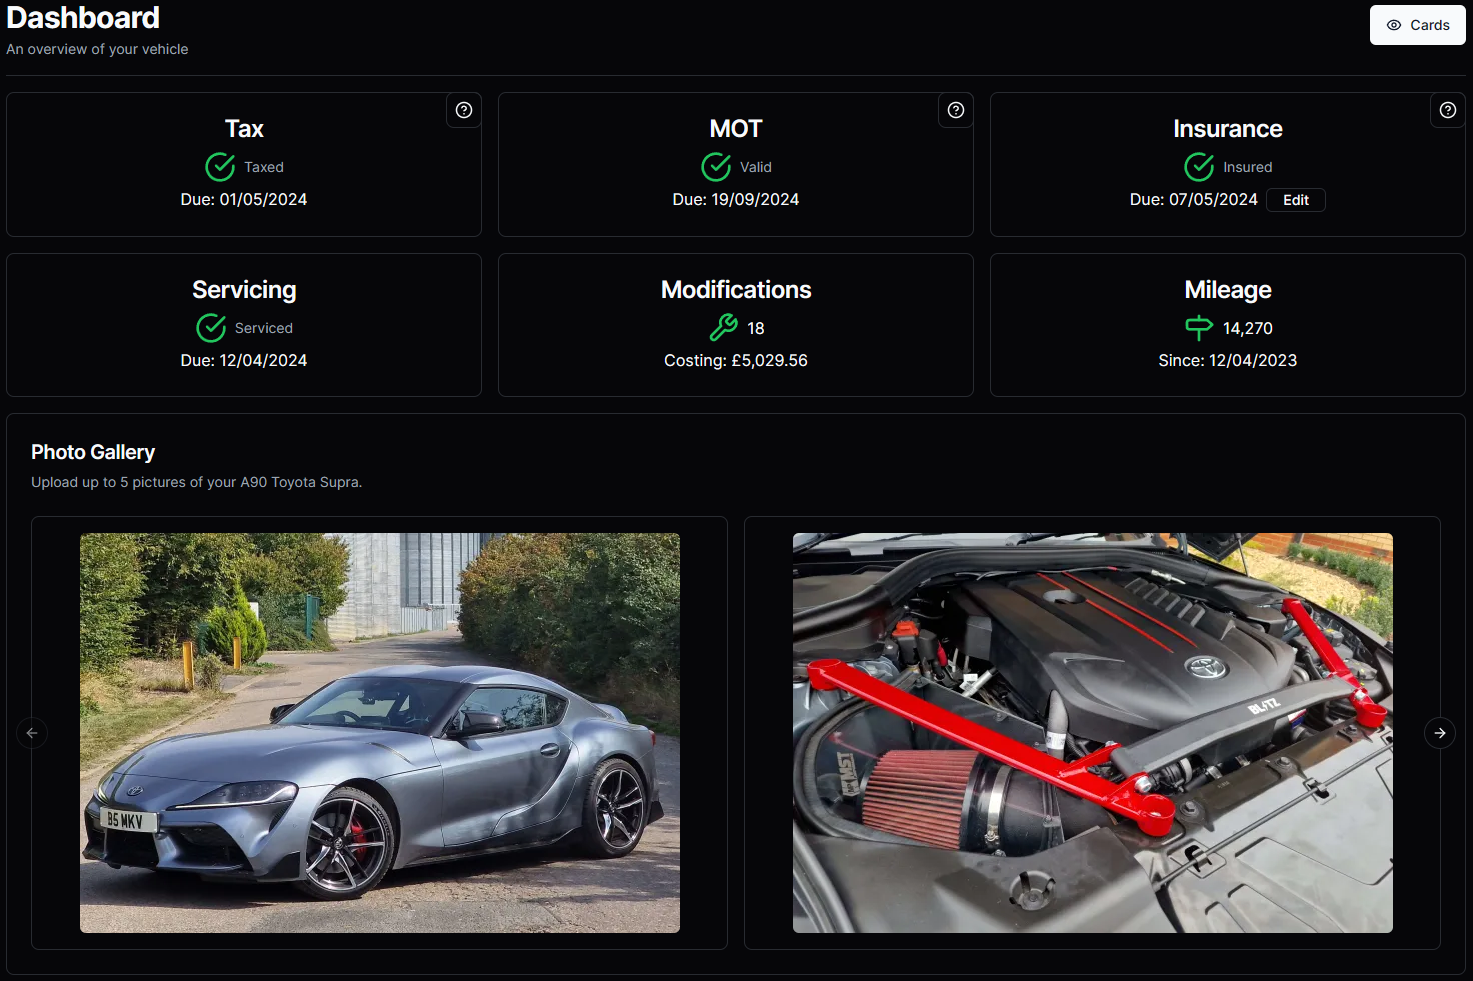 Dashboard
An overview of your vehicle
Cards
Tax
Taxed
Due: 01/05/2024
MOT
Valid
Due: 19/09/2024
Insurance
Insured
Due: 07/05/2024 Edit
Servicing
Serviced
Due: 12/04/2024
Modifications
18
Costing: £5,029.56
Mileage
14,270
Since: 12/04/2023
Photo Gallery
Upload up to 5 pictures of your A90 Toyota Supra.
B5 MKV
BLITZ
MST